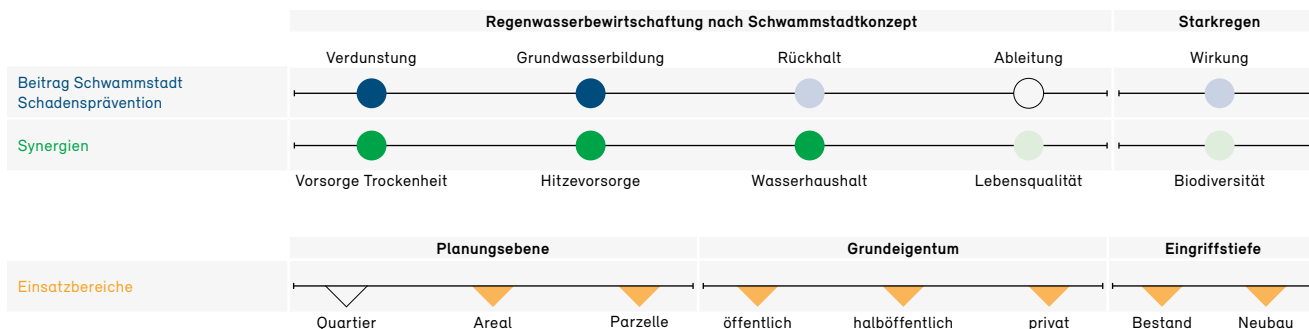 Regenwasserbewirtschaftung nach Schwammstadtkonzept
Starkregen
Verdunstung
Grundwasserbildung
Rückhalt
Ableitung
Wirkung
Beitrag Schwammstadt
Schadensprävention
Synergien
Vorsorge Trockenheit
Hitzevorsorge
Wasserhaushalt
Lebensqualität
Biodiversität
Planungsebene
Grundeigentum
Eingriffstiefe
Einsatzbereiche
Quartier
Areal
Parzelle
öffentlich
halböffentlich
privat
Bestand
Neubau